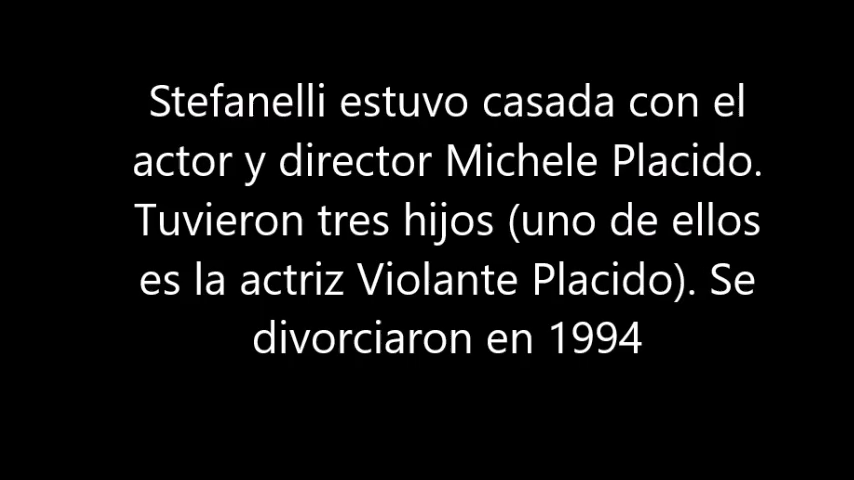 Stefanelli estuvo casada con el
actor y director Michele Placido.
Tuvieron tres hijos (uno de ellos
es la actriz Violante Placido). Se
divorciaron en 1994